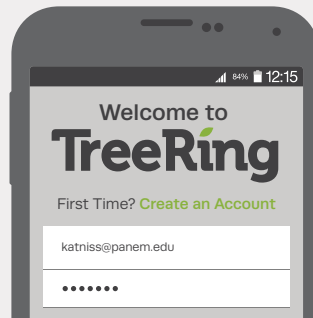 84% 12:15
Welcome to
TreeRing
First Time? Create an Account
katniss@panem.edu
•••••••